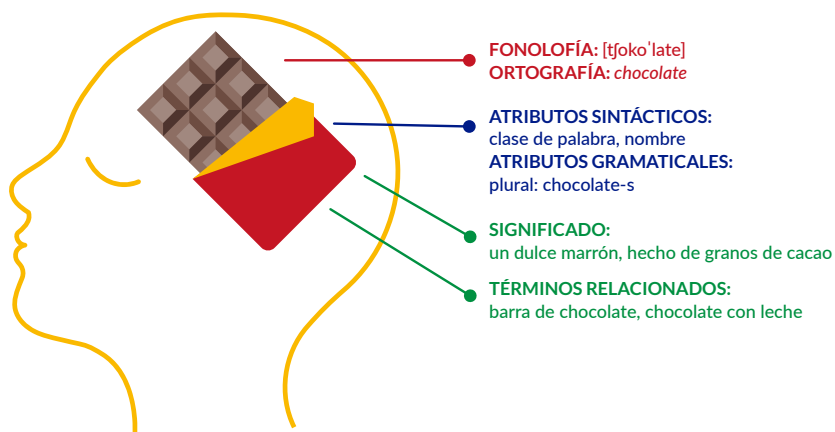 FONOLOFÍA: [tʃokoˈlate]
ORTOGRAFÍA: chocolate
ATRIBUTOS SINTÁCTICOS:
clase de palabra, nombre
ATRIBUTOS GRAMATICALES:
plural: chocolate-s
SIGNIFICADO:
un dulce marrón, hecho de granos de cacao
TÉRMINOS RELACIONADOS:
barra de chocolate, chocolate con leche